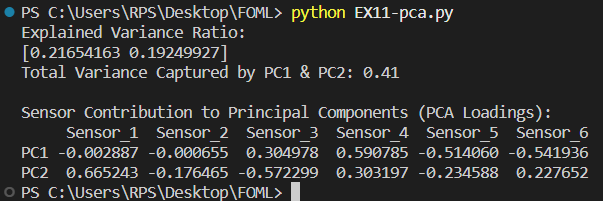 PS C:\Users\RPS\Desktop\FOML> python EX11-pca.py
Explained Variance Ratio:
[0.21654163 0.19249927]
Total Variance Captured by PC1 & PC2: 0.41
Sensor Contribution to Principal Components (PCA Loadings):
Sensor_1 Sensor_2 Sensor_3 Sensor_4 Sensor_5 Sensor_6
PC1 -0.002887 -0.000655 0.304978 0.590785 -0.514060 -0.541936
PC2 0.665243 -0.176465 -0.572299 0.303197 -0.234588 0.227652
PS C:\Users\RPS\Desktop\FOML>